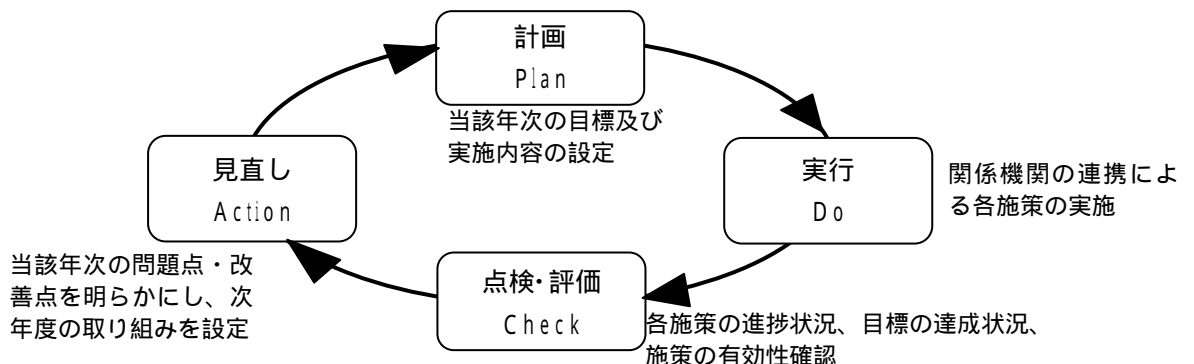 計画
Plan
当該年次の目標及び
実施内容の設定
見直し
Action
当該年次の問題点・改
善点を明らかにし、次
年度の取り組みを設定
実行
Do
関係機関の連携によ
る各施策の実施
点検・評価
Check
各施策の進捗状況、目標の達成状況、
施策の有効性確認